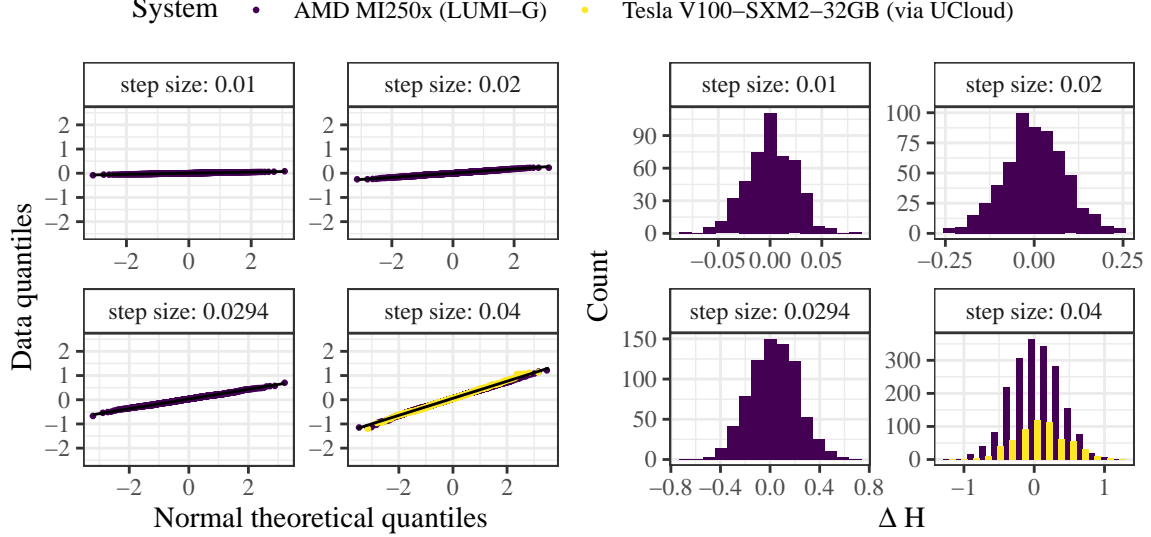 System AMD MI250x (LUMI−G) Tesla V100−SXM2−32GB (via UCloud)
step size: 0.01 step size: 0.02
2 2
1 1
0 0
−1 −1
−2 −2
−2 0 2 −2 0 2
step size: 0.0294 step size: 0.04
2 2
1 1
0 0
−1 −1
−2 −2
−2 0 2 −2 0 2
Data quantiles
Normal theoretical quantiles
step size: 0.01 step size: 0.02
90 100
60 75
30 50
0 25
0
−0.05 0.00 0.05 −0.25 0.00 0.25
step size: 0.0294 step size: 0.04
150 300
100 200
50 100
0 0
−0.8 −0.4 0.0 0.4 0.8 −1 0 1
Count
Δ H